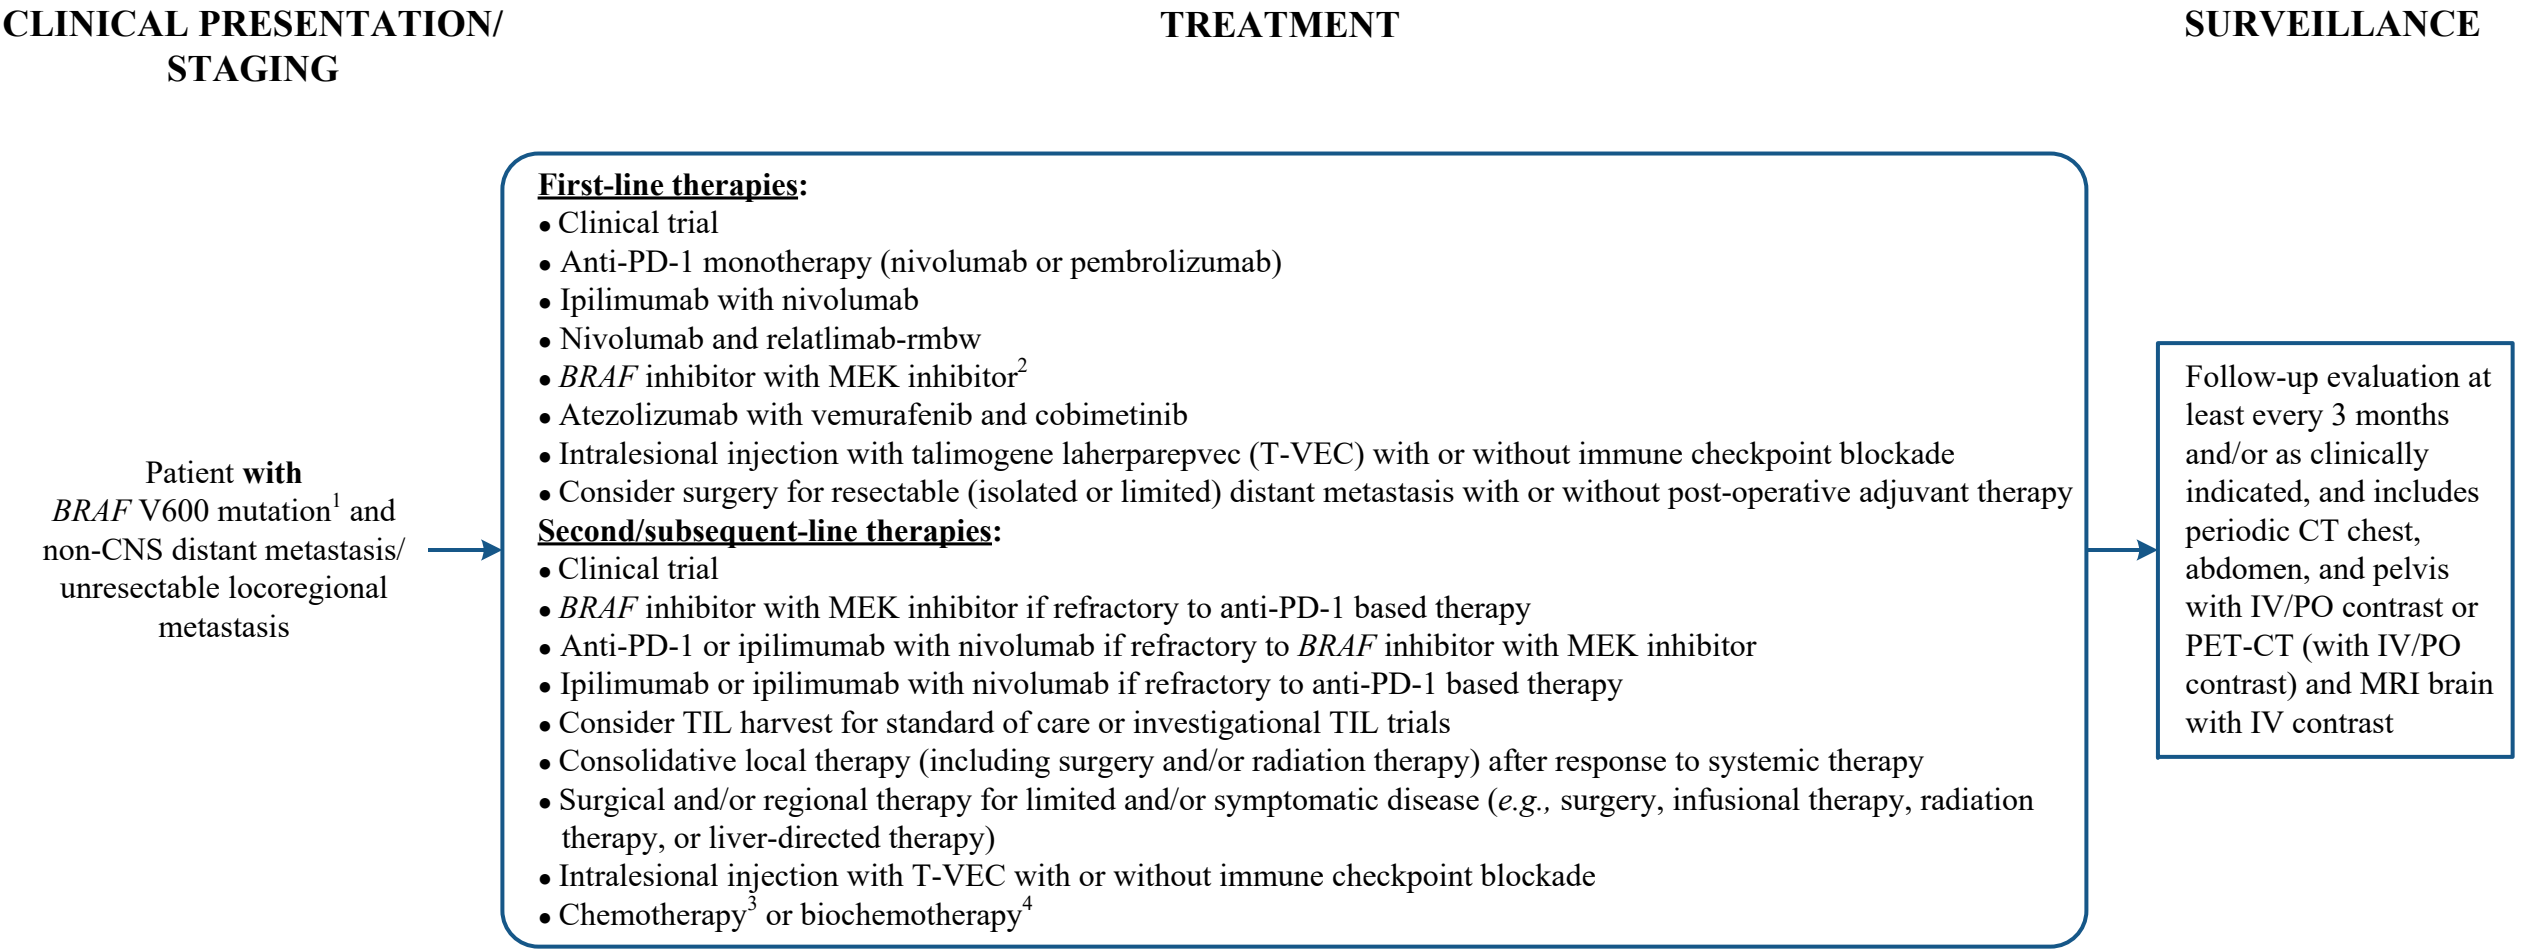 CLINICAL PRESENTATION/
STAGING
TREATMENT
SURVEILLANCE
Patient with
BRAF V600 mutation1 and
non-CNS distant metastasis/
unresectable locoregional
metastasis
First-line therapies:
● Clinical trial
● Anti-PD-1 monotherapy (nivolumab or pembrolizumab)
● Ipilimumab with nivolumab
● Nivolumab and relatlimab-rmbw
● BRAF inhibitor with MEK inhibitor2
● Atezolizumab with vemurafenib and cobimetinib
● Intralesional injection with talimogene laherparepvec (T-VEC) with or without immune checkpoint blockade
● Consider surgery for resectable (isolated or limited) distant metastasis with or without post-operative adjuvant therapy
Second/subsequent-line therapies:
● Clinical trial
● BRAF inhibitor with MEK inhibitor if refractory to anti-PD-1 based therapy
● Anti-PD-1 or ipilimumab with nivolumab if refractory to BRAF inhibitor with MEK inhibitor
● Ipilimumab or ipilimumab with nivolumab if refractory to anti-PD-1 based therapy
● Consider TIL harvest for standard of care or investigational TIL trials
● Consolidative local therapy (including surgery and/or radiation therapy) after response to systemic therapy
● Surgical and/or regional therapy for limited and/or symptomatic disease (e.g., surgery, infusional therapy, radiation
therapy, or liver-directed therapy)
● Intralesional injection with T-VEC with or without immune checkpoint blockade
● Chemotherapy3 or biochemotherapy4
Follow-up evaluation at
least every 3 months
and/or as clinically
indicated, and includes
periodic CT chest,
abdomen, and pelvis
with IV/PO contrast or
PET-CT (with IV/PO
contrast) and MRI brain
with IV contrast